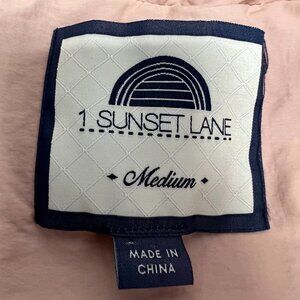 1 SUNSET LANE
Medium
MADE IN
CHINA